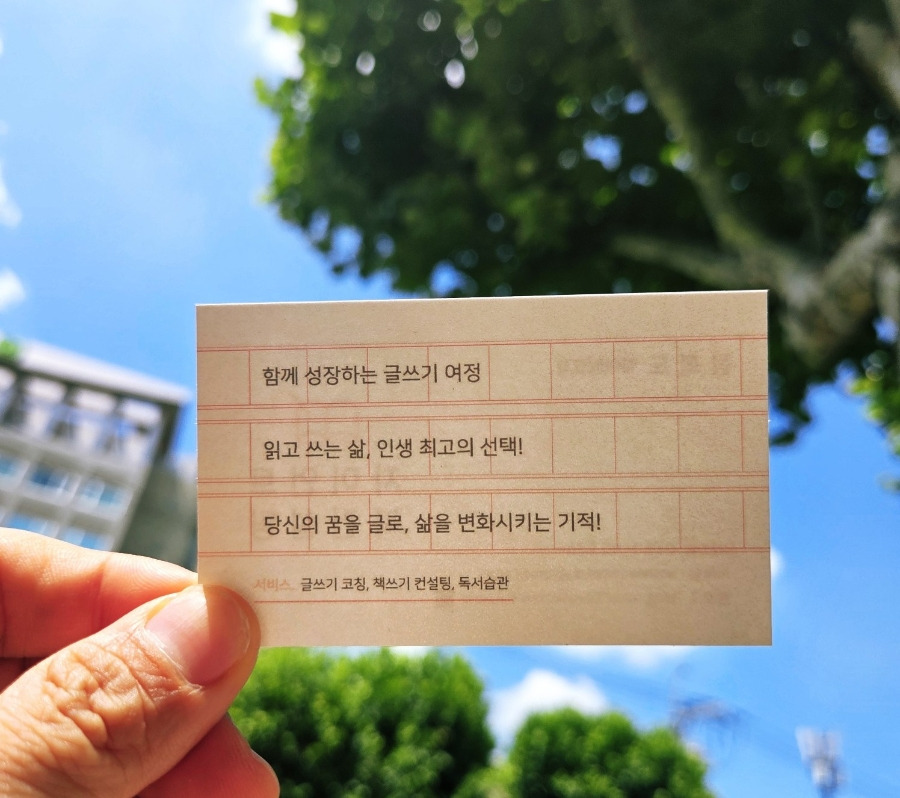 함께 성장하는 글쓰기 여정
읽고 쓰는 삶, 인생 최고의 선택!
당신의 꿈을 글로, 삶을 변화시키는 기적!
서비스 글쓰기 코칭, 책쓰기 컨설팅, 독서습관